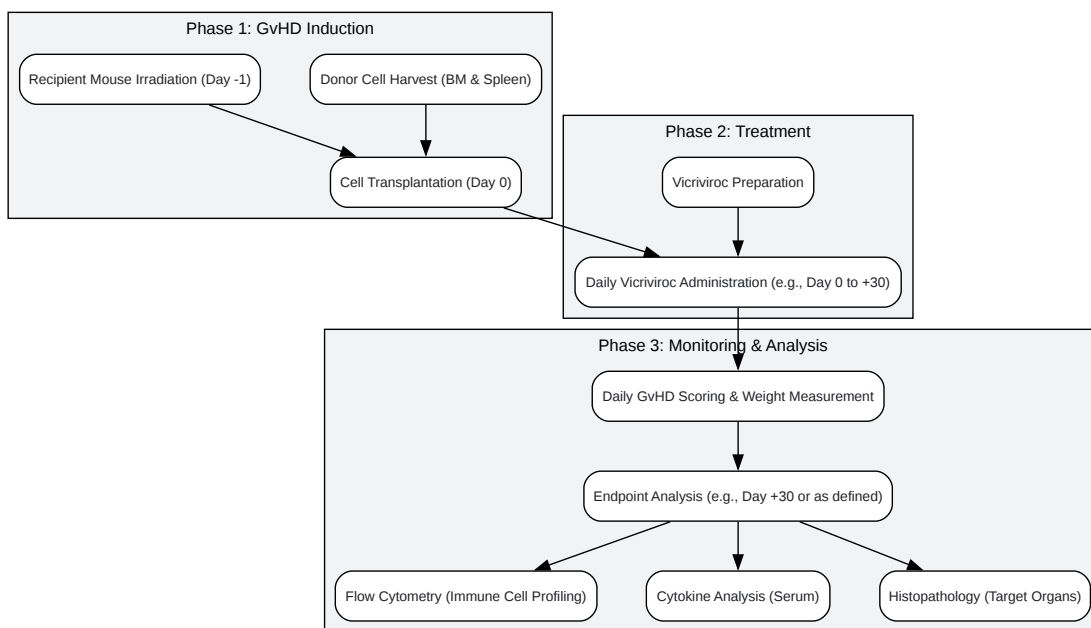 Phase 1: GvHD Induction
Recipient Mouse Irradiation (Day -1)
Donor Cell Harvest (BM & Spleen)
Cell Transplantation (Day 0)
Phase 2: Treatment
Vicriviroc Preparation
Daily Vicriviroc Administration (e.g., Day 0 to +30)
Phase 3: Monitoring & Analysis
Daily GvHD Scoring & Weight Measurement
Endpoint Analysis (e.g., Day +30 or as defined)
Flow Cytometry (Immune Cell Profiling)
Cytokine Analysis (Serum)
Histopathology (Target Organs)